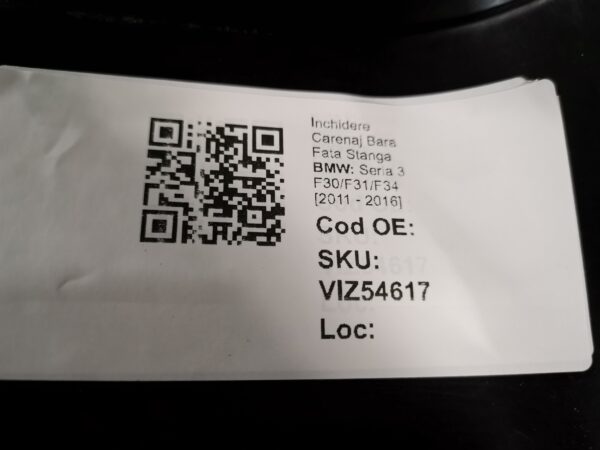 Inchidere
Carenaj Bara
Fata Stanga
BMW: Seria 3
F30/F31/F34
[2011 - 2016]
Cod OE:
SKU:
VIZ54617
Loc: